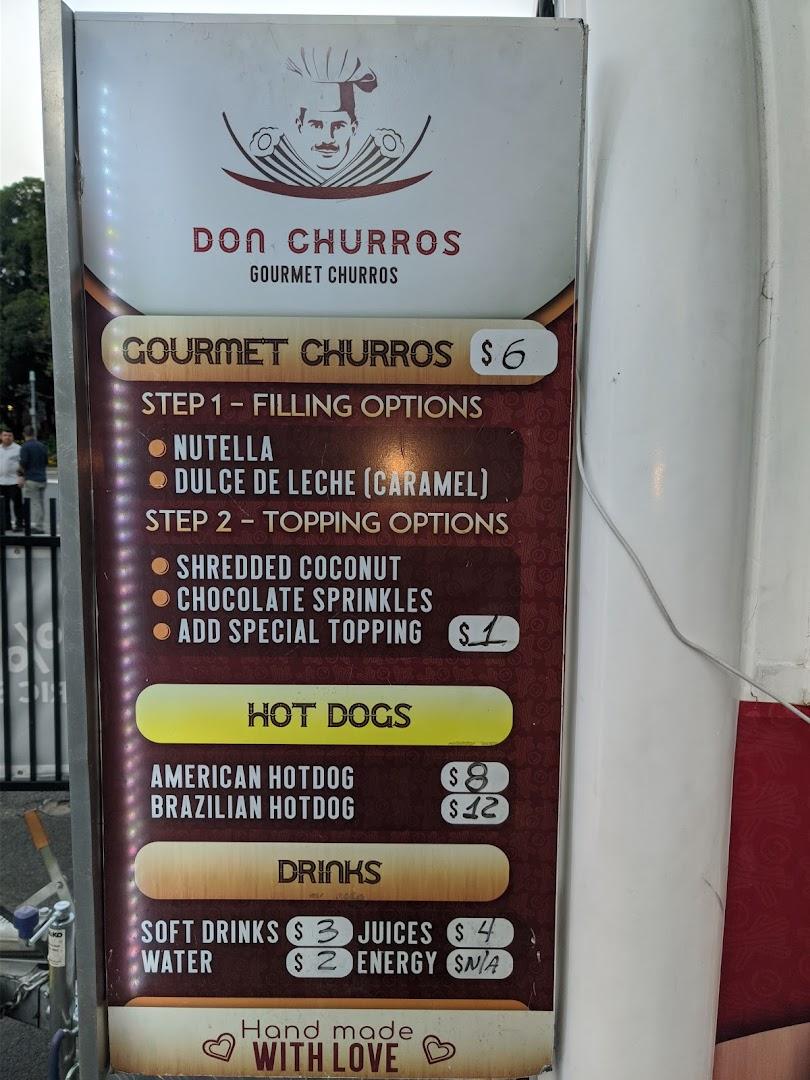 DON CHURROS
GOURMET CHURROS
GOURMET CHURROS $6
STEP 1 - FILLING OPTIONS
NUTELLA
DULCE DE LECHE (CARAMEL)
STEP 2 - TOPPING OPTIONS
SHREDDED COCONUT
CHOCOLATE SPRINKLES
ADD SPECIAL TOPPING $1
HOT DOGS
AMERICAN HOTDOG $8
BRAZILIAN HOTDOG $12
DRINKS
SOFT DRINKS $3 JUICES $4
WATER $2 ENERGY $N/A
Hand made
WITH LOVE